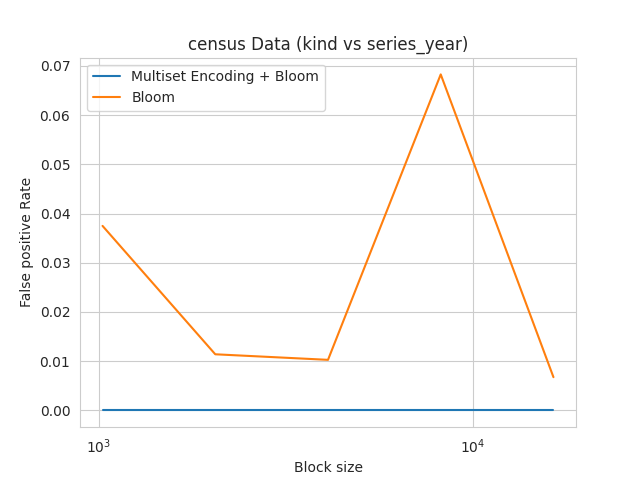 census Data (kind vs series_year)
Multiset Encoding + Bloom
Bloom
False positive Rate
0.07
0.06
0.05
0.04
0.03
0.02
0.01
0.00
10³
10⁴
Block size